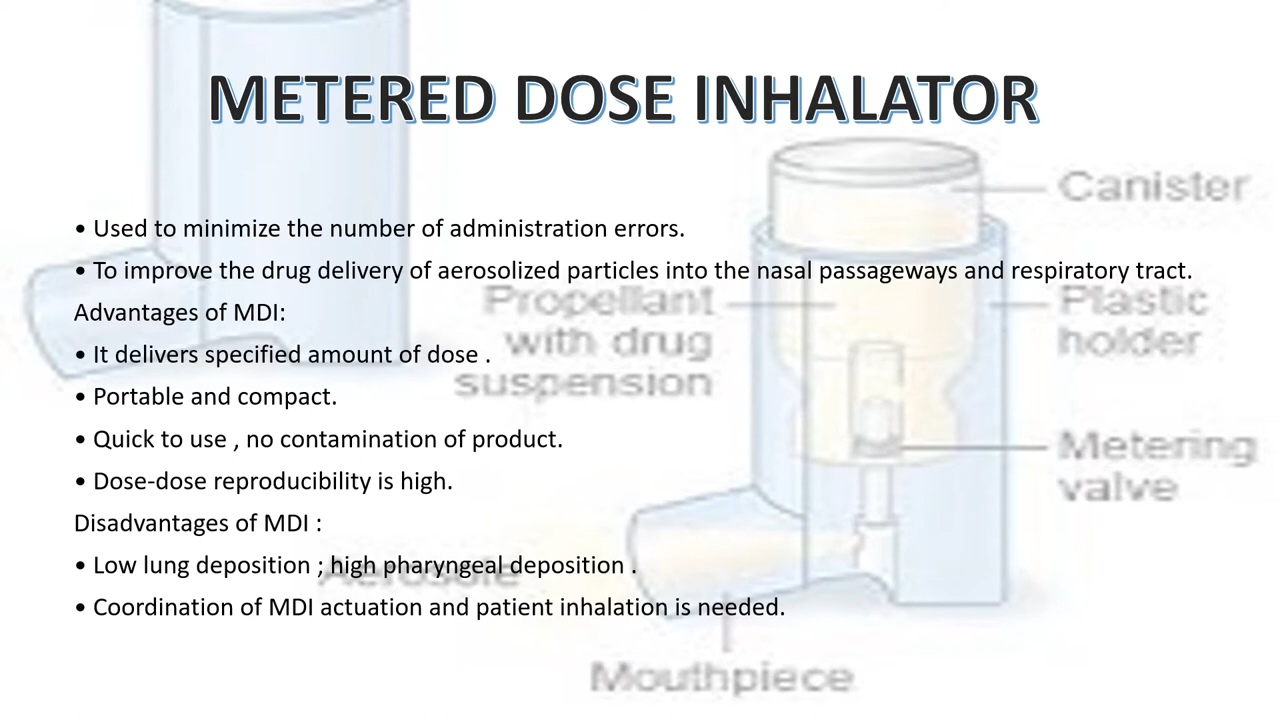 METERED DOSE INHALATOR
Canister
• Used to minimize the number of administration errors.
• To improve the drug delivery of aerosolized particles into the nasal passageways and respiratory tract.
Advantages of MDI:
Propellant
with drug
suspension
Plastic
holder
• It delivers specified amount of dose .
• Portable and compact.
• Quick to use , no contamination of product.
Metering
valve
• Dose-dose reproducibility is high.
Disadvantages of MDI :
• Low lung deposition ; high pharyngeal deposition .
Aerosole
• Coordination of MDI actuation and patient inhalation is needed.
Mouthpiece